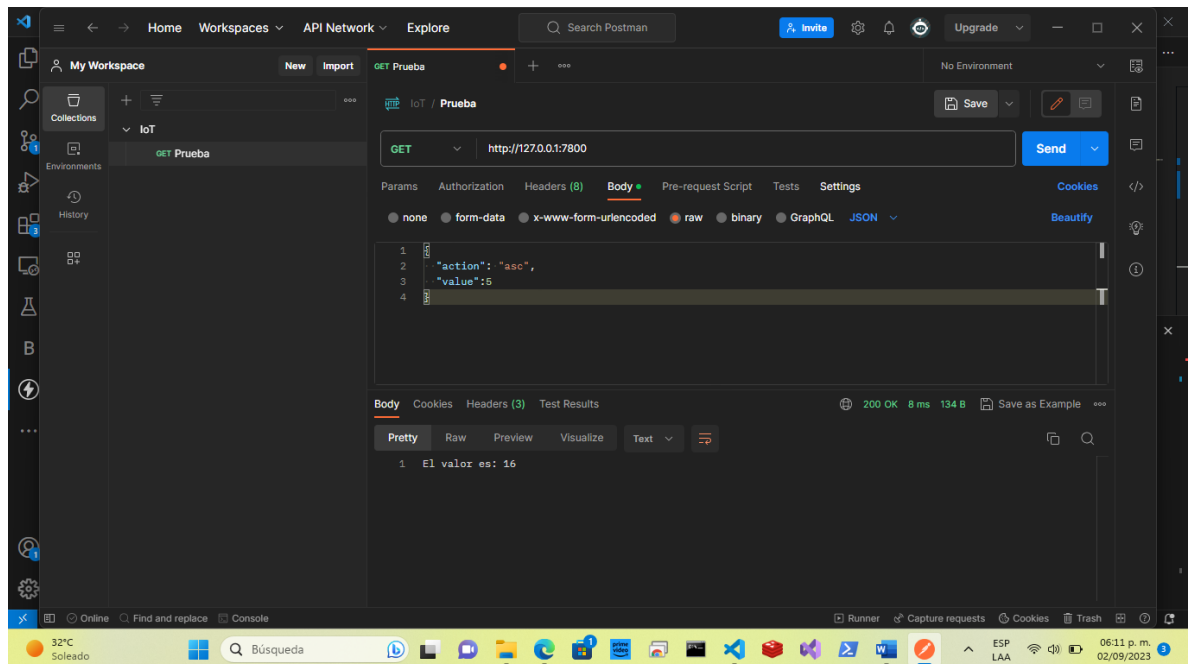 Home Workspaces API Network Explore Search Postman Invite Upgrade
My Workspace New Import GET Prueba No Environment
Collections
Environments
History
IoT
GET Prueba
HTTP IoT / Prueba Save
GET http://127.0.0.1:7800 Send
Params Authorization Headers (8) Body Pre-request Script Tests Settings Cookies
none form-data x-www-form-urlencoded raw binary GraphQL JSON Beautify
1 {
2 "action": "asc",
3 "value":5
4 }
Body Cookies Headers (3) Test Results 200 OK 8 ms 134 B Save as Example
Pretty Raw Preview Visualize Text
1 El valor es: 16
Online Find and replace Console Runner Capture requests Cookies Trash
32°C
Soleado
Búsqueda
ESP
LAA
06:11 p. m.
02/09/2023
3